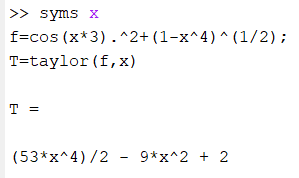 >> syms x
f=cos(x*3).^2+(1-x^4)^(1/2);
T=taylor(f,x)
T =
(53*x^4)/2 - 9*x^2 + 2